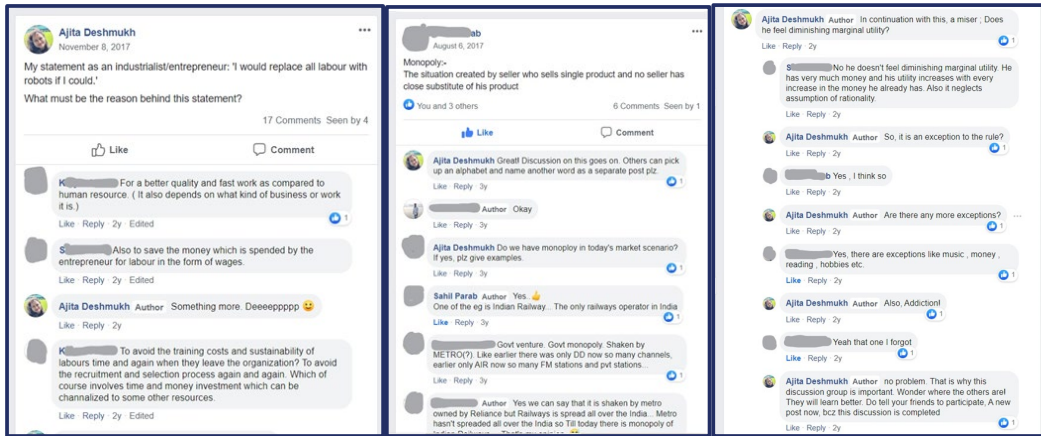 Ajita Deshmukh
November 8, 2017
My statement as an industrialist/entrepreneur: 'I would replace all labour with
robots if I could.'
What must be the reason behind this statement?
17 Comments Seen by 4
Like Comment
K For a better quality and fast work as compared to
human resource. ( It also depends on what kind of business or work
it is.)
Like · Reply · 2y · Edited 1
S Also to save the money which is spended by the
entrepreneur for labour in the form of wages.
Like · Reply · 2y · Edited
Ajita Deshmukh Author Something more. Deeeeppppp
Like · Reply · 2y
K To avoid the training costs and sustainability of
labours time and again when they leave the organization? To avoid
the recruitment and selection process again and again. Which of
course involves time and money investment which can be
channalized to some other resources.
Like · Reply · 2y · Edited
ab
August 6, 2017
Monopoly:-
The situation created by seller who sells single product and no seller has
close substitute of his product
You and 3 others 6 Comments Seen by 1
Like Comment
Ajita Deshmukh Great! Discussion on this goes on. Others can pick
up an alphabet and name another word as a separate post plz.
Like · Reply · 3y 1
Author Okay
Like · Reply · 3y
Ajita Deshmukh Do we have monoploy in today's market scenario?
If yes, plz give examples.
Like · Reply · 3y 1
Sahil Parab Author Yes..
One of the eg is Indian Railway... The only railways operator in India
Like · Reply · 3y 1
Govt venture. Govt monopoly. Shaken by
METRO(?). Like earlier there was only DD now so many channels,
earlier only AIR now so many FM stations and pvt stations...
Like · Reply · 3y 1
Author Yes we can say that it is shaken by metro
owned by Reliance but Railways is spread all over the India... Metro
hasn't spreaded all over the India so Till today there is monopoly of
Ajita Deshmukh Author In continuation with this, a miser ; Does
he feel diminishing marginal utility?
Like · Reply · 2y 1
S No he doesn't feel diminishing marginal utility. He
has very much money and his utility increases with every
increase in the money he already has. Also it neglects
assumption of rationality.
Like · Reply · 2y
Ajita Deshmukh Author So, it is an exception to the rule?
Like · Reply · 2y 1
b Yes , I think so
Like · Reply · 2y
Ajita Deshmukh Author Are there any more exceptions?
Like · Reply · 2y 1
Yes, there are exceptions like music , money ,
reading , hobbies etc.
Like · Reply · 2y 1
Ajita Deshmukh Author Also, Addiction!
Like · Reply · 2y 1
Yeah that one I forgot
Like · Reply · 2y 1
Ajita Deshmukh Author no problem. That is why this
discussion group is important. Wonder where the others are!
They will learn better. Do tell your friends to participate, A new
post now, bcz this discussion is completed
Like · Reply · 2y 1